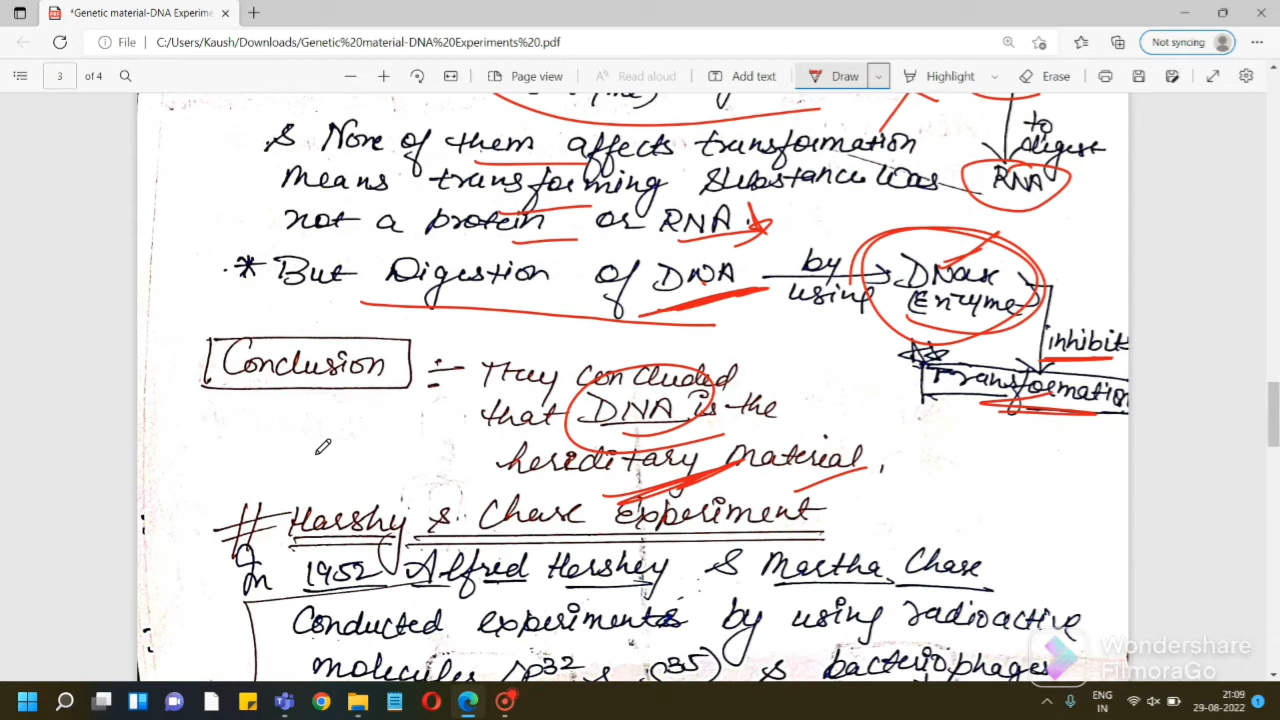 *Genetic material-DNA Experime
File C:/Users/Kaush/Downloads/Genetic%20material-DNA%20Experiments%20.pdf
Not syncing
3 of 4
Page view
Read aloud
Add text
Draw
Highlight
Erase
& None of them affects transformation
means transforming substance was
not a protein or RNA.
to
digest
RNA
* But Digestion of DNA by using DNase
(Enzyme
inhibit
Transformation
Conclusion ÷ They concluded
that DNA is the
hereditary material.
# Harshy & Chase Experiment
In 1952 Alfred Hershey & Martha Chase
Conducted experiments by using radioactive
molecules (P32 & S35) & bacteriophages
Wondershare
FilmoraGo
ENG
IN
21:09
29-08-2022